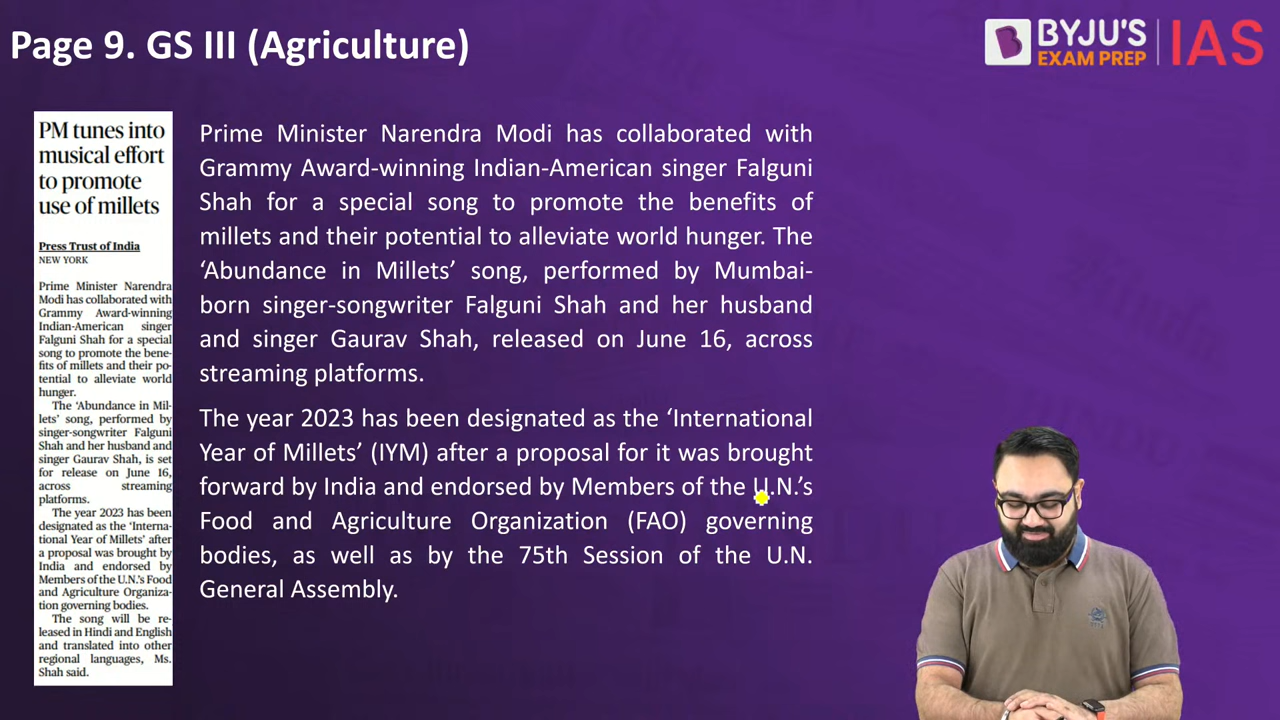 Page 9. GS III (Agriculture)
BYJU'S
EXAM PREP
IAS
PM tunes into
musical effort
to promote
use of millets
Press Trust of India
NEW YORK
Prime Minister Narendra
Modi has collaborated with
Grammy Award-winning
Indian-American singer
Falguni Shah for a special
song to promote the bene-
fits of millets and their po-
tential to alleviate world
hunger.
The 'Abundance in Mil-
lets' song, performed by
singer-songwriter Falguni
Shah and her husband and
singer Gaurav Shah, is set
for release on June 16,
across streaming
platforms.
The year 2023 has been
designated as the 'Interna-
tional Year of Millets' after
a proposal was brought by
India and endorsed by
Members of the U.N.'s Food
and Agriculture Organiza-
tion governing bodies.
The song will be re-
leased in Hindi and English
and translated into other
regional languages, Ms.
Shah said.
Prime Minister Narendra Modi has collaborated with
Grammy Award-winning Indian-American singer Falguni
Shah for a special song to promote the benefits of
millets and their potential to alleviate world hunger. The
‘Abundance in Millets’ song, performed by Mumbai-
born singer-songwriter Falguni Shah and her husband
and singer Gaurav Shah, released on June 16, across
streaming platforms.
The year 2023 has been designated as the ‘International
Year of Millets’ (IYM) after a proposal for it was brought
forward by India and endorsed by Members of the U.N.’s
Food and Agriculture Organization (FAO) governing
bodies, as well as by the 75th Session of the U.N.
General Assembly.